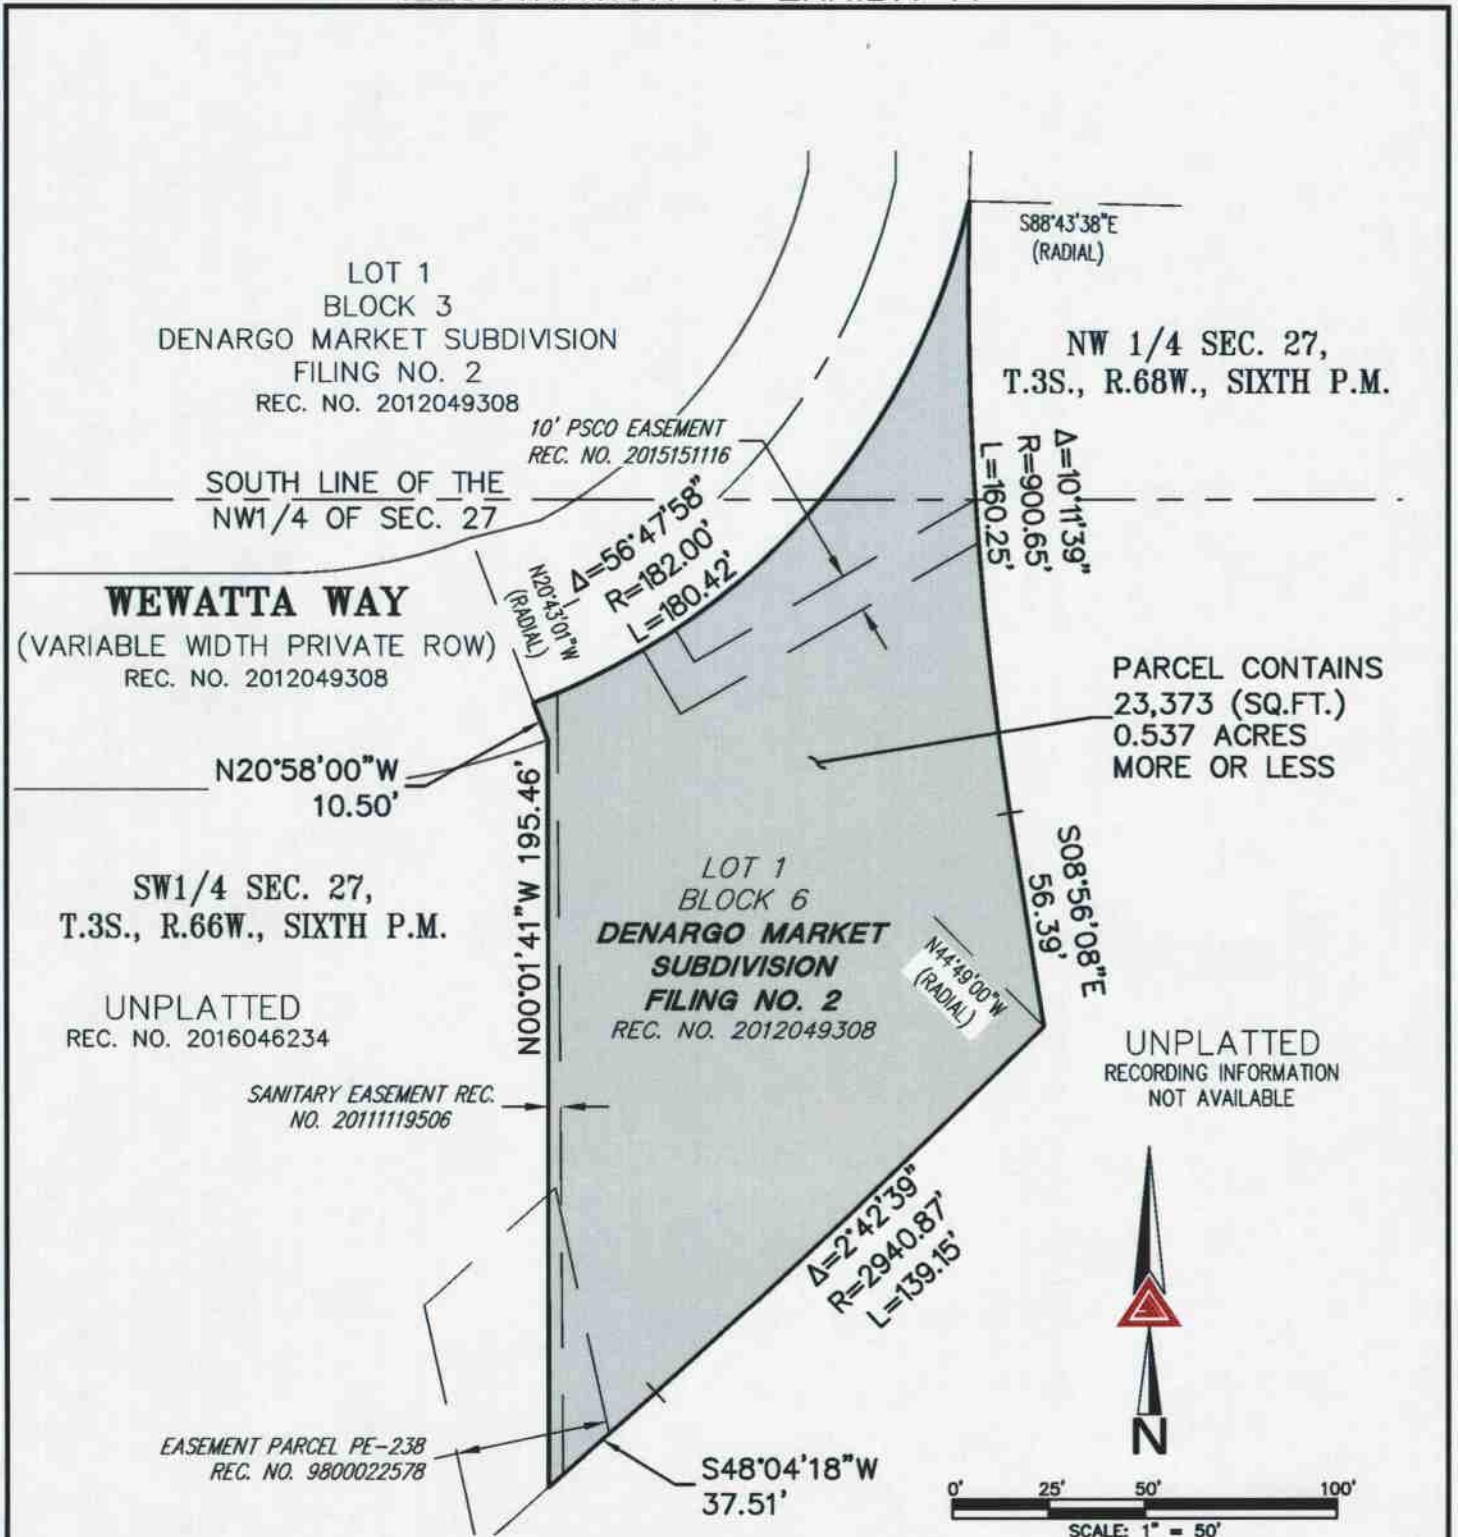 S88°43'38"E
(RADIAL)
LOT 1
BLOCK 3
DENARGO MARKET SUBDIVISION
FILING NO. 2
REC. NO. 2012049308
NW 1/4 SEC. 27,
T.3S., R.68W., SIXTH P.M.
10' PSCO EASEMENT
REC. NO. 2015151116
SOUTH LINE OF THE
NW1/4 OF SEC. 27
Δ=10°11'39"
R=900.65'
L=160.25'
Δ=56°47'58"
R=182.00'
L=180.42'
N20°43'01"W
(RADIAL)
WEWATTA WAY
(VARIABLE WIDTH PRIVATE ROW)
REC. NO. 2012049308
PARCEL CONTAINS
23,373 (SQ.FT.)
0.537 ACRES
MORE OR LESS
N20°58'00"W
10.50'
N00°01'41"W 195.46'
SW1/4 SEC. 27,
T.3S., R.66W., SIXTH P.M.
LOT 1
BLOCK 6
DENARGO MARKET
SUBDIVISION
FILING NO. 2
REC. NO. 2012049308
S08°56'08"E
56.39'
N44°49'00"W
(RADIAL)
UNPLATTED
REC. NO. 2016046234
UNPLATTED
RECORDING INFORMATION
NOT AVAILABLE
SANITARY EASEMENT REC.
NO. 20111119506
Δ=2°42'39"
R=2940.87'
L=139.15'
EASEMENT PARCEL PE-238
REC. NO. 9800022578
S48°04'18"W
37.51'
N
0' 25' 50' 100'
SCALE: 1" = 50'